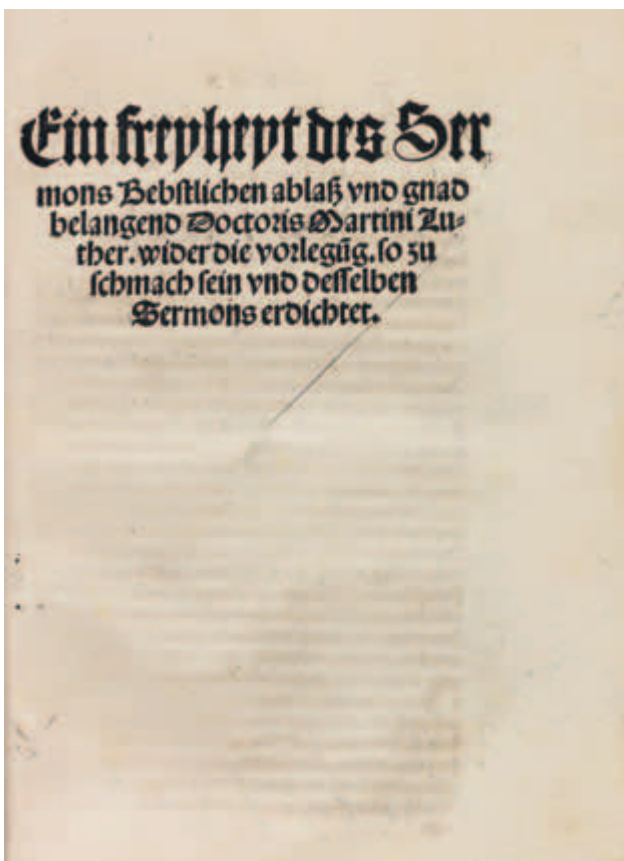 Ein freyheyt des Ser
mons Bebstlichen ablaß vnd gnad
belangend Doctoris Martini Lu⸗
ther. wider die vorlegũg. so zu
schmach sein vnd desselben
Sermons erdichtet.